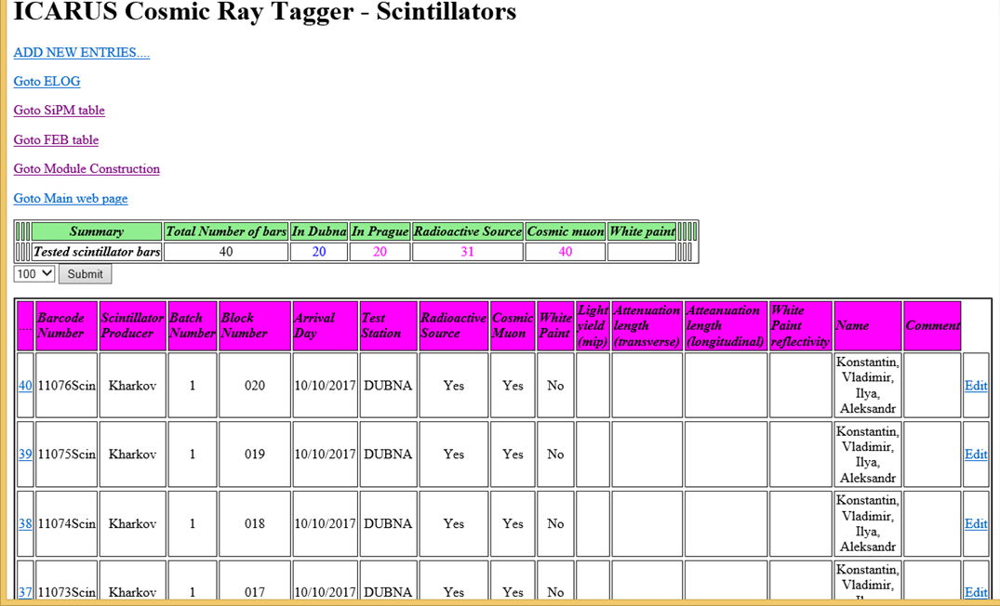 ICARUS Cosmic Ray Tagger - Scintillators
ADD NEW ENTRIES....
Goto ELOG
Goto SiPM table
Goto FEB table
Goto Module Construction
Goto Main web page
Summary Total Number of bars In Dubna In Prague Radioactive Source Cosmic muon White paint
Tested scintillator bars 40 20 20 31 40
100 Submit
.... Barcode Number Scintillator Producer Batch Number Block Number Arrival Day Test Station Radioactive Source Cosmic Muon White Paint Light yield (mip) Attenuation length (transverse) Atteanuation length (longitudinal) White Paint reflectivity Name Comment
40 11076Scin Kharkov 1 020 10/10/2017 DUBNA Yes Yes No Konstantin, Vladimir, Ilya, Aleksandr Edit
39 11075Scin Kharkov 1 019 10/10/2017 DUBNA Yes Yes No Konstantin, Vladimir, Ilya, Aleksandr Edit
38 11074Scin Kharkov 1 018 10/10/2017 DUBNA Yes Yes No Konstantin, Vladimir, Ilya, Aleksandr Edit
37 11073Scin Kharkov 1 017 10/10/2017 DUBNA Yes Yes No Konstantin, Vladimir, Edit